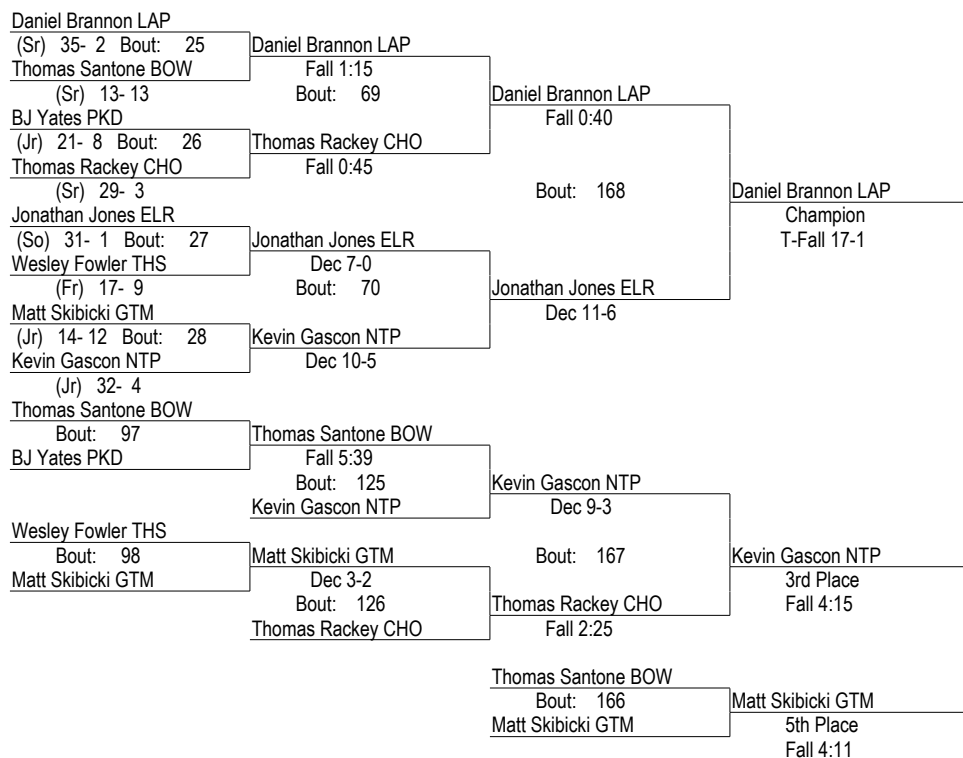 Daniel Brannon LAP
(Sr) 35- 2 Bout: 25 Daniel Brannon LAP
Thomas Santone BOW Fall 1:15
(Sr) 13- 13 Bout: 69 Daniel Brannon LAP
BJ Yates PKD Fall 0:40
(Jr) 21- 8 Bout: 26 Thomas Rackey CHO
Thomas Rackey CHO Fall 0:45
(Sr) 29- 3 Bout: 168 Daniel Brannon LAP
Jonathan Jones ELR Champion
(So) 31- 1 Bout: 27 Jonathan Jones ELR T-Fall 17-1
Wesley Fowler THS Dec 7-0
(Fr) 17- 9 Bout: 70 Jonathan Jones ELR
Matt Skibicki GTM Dec 11-6
(Jr) 14- 12 Bout: 28 Kevin Gascon NTP
Kevin Gascon NTP Dec 10-5
(Jr) 32- 4
Thomas Santone BOW
Bout: 97 Thomas Santone BOW
BJ Yates PKD Fall 5:39
Bout: 125 Kevin Gascon NTP
Kevin Gascon NTP Dec 9-3
Wesley Fowler THS
Bout: 98 Matt Skibicki GTM Bout: 167 Kevin Gascon NTP
Matt Skibicki GTM Dec 3-2 3rd Place
Bout: 126 Thomas Rackey CHO Fall 4:15
Thomas Rackey CHO Fall 2:25
Thomas Santone BOW
Bout: 166 Matt Skibicki GTM
Matt Skibicki GTM 5th Place
Fall 4:11